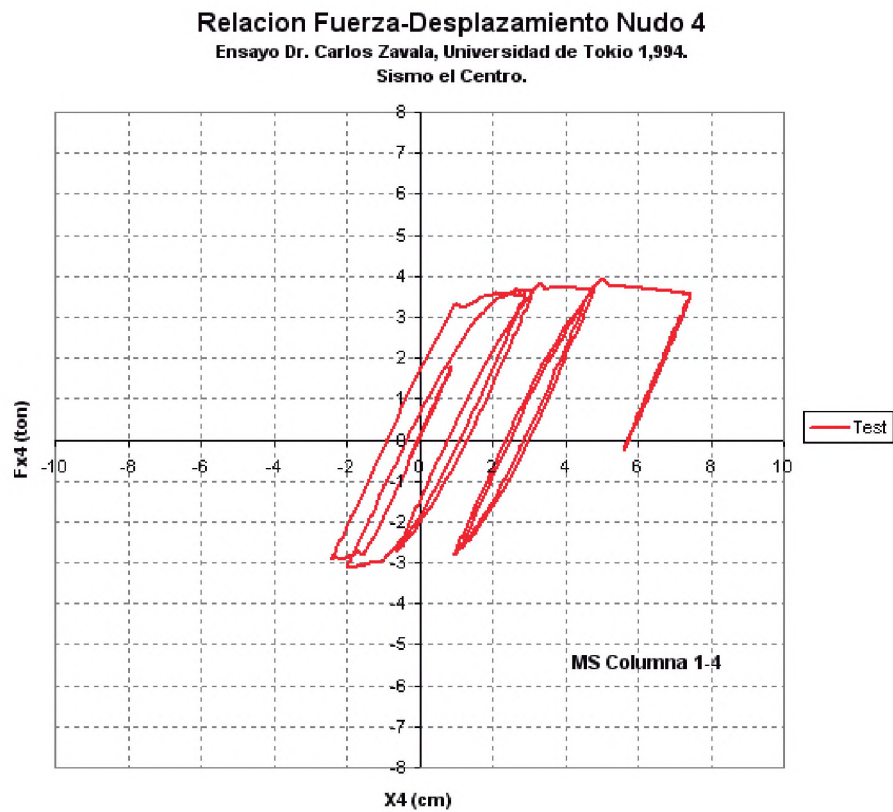 Relacion Fuerza-Desplazamiento Nudo 4
Ensayo Dr. Carlos Zavala, Universidad de Tokio 1,994.
Sismo el Centro.
8
7
6
5
4
3
2
1
0
-10 -8 -6 -4 -2 0 2 4 6 8 10
-1
-2
-3
-4
-5
-6
-7
-8
Fx4 (ton)
Test
MS Columna 1-4
X4 (cm)